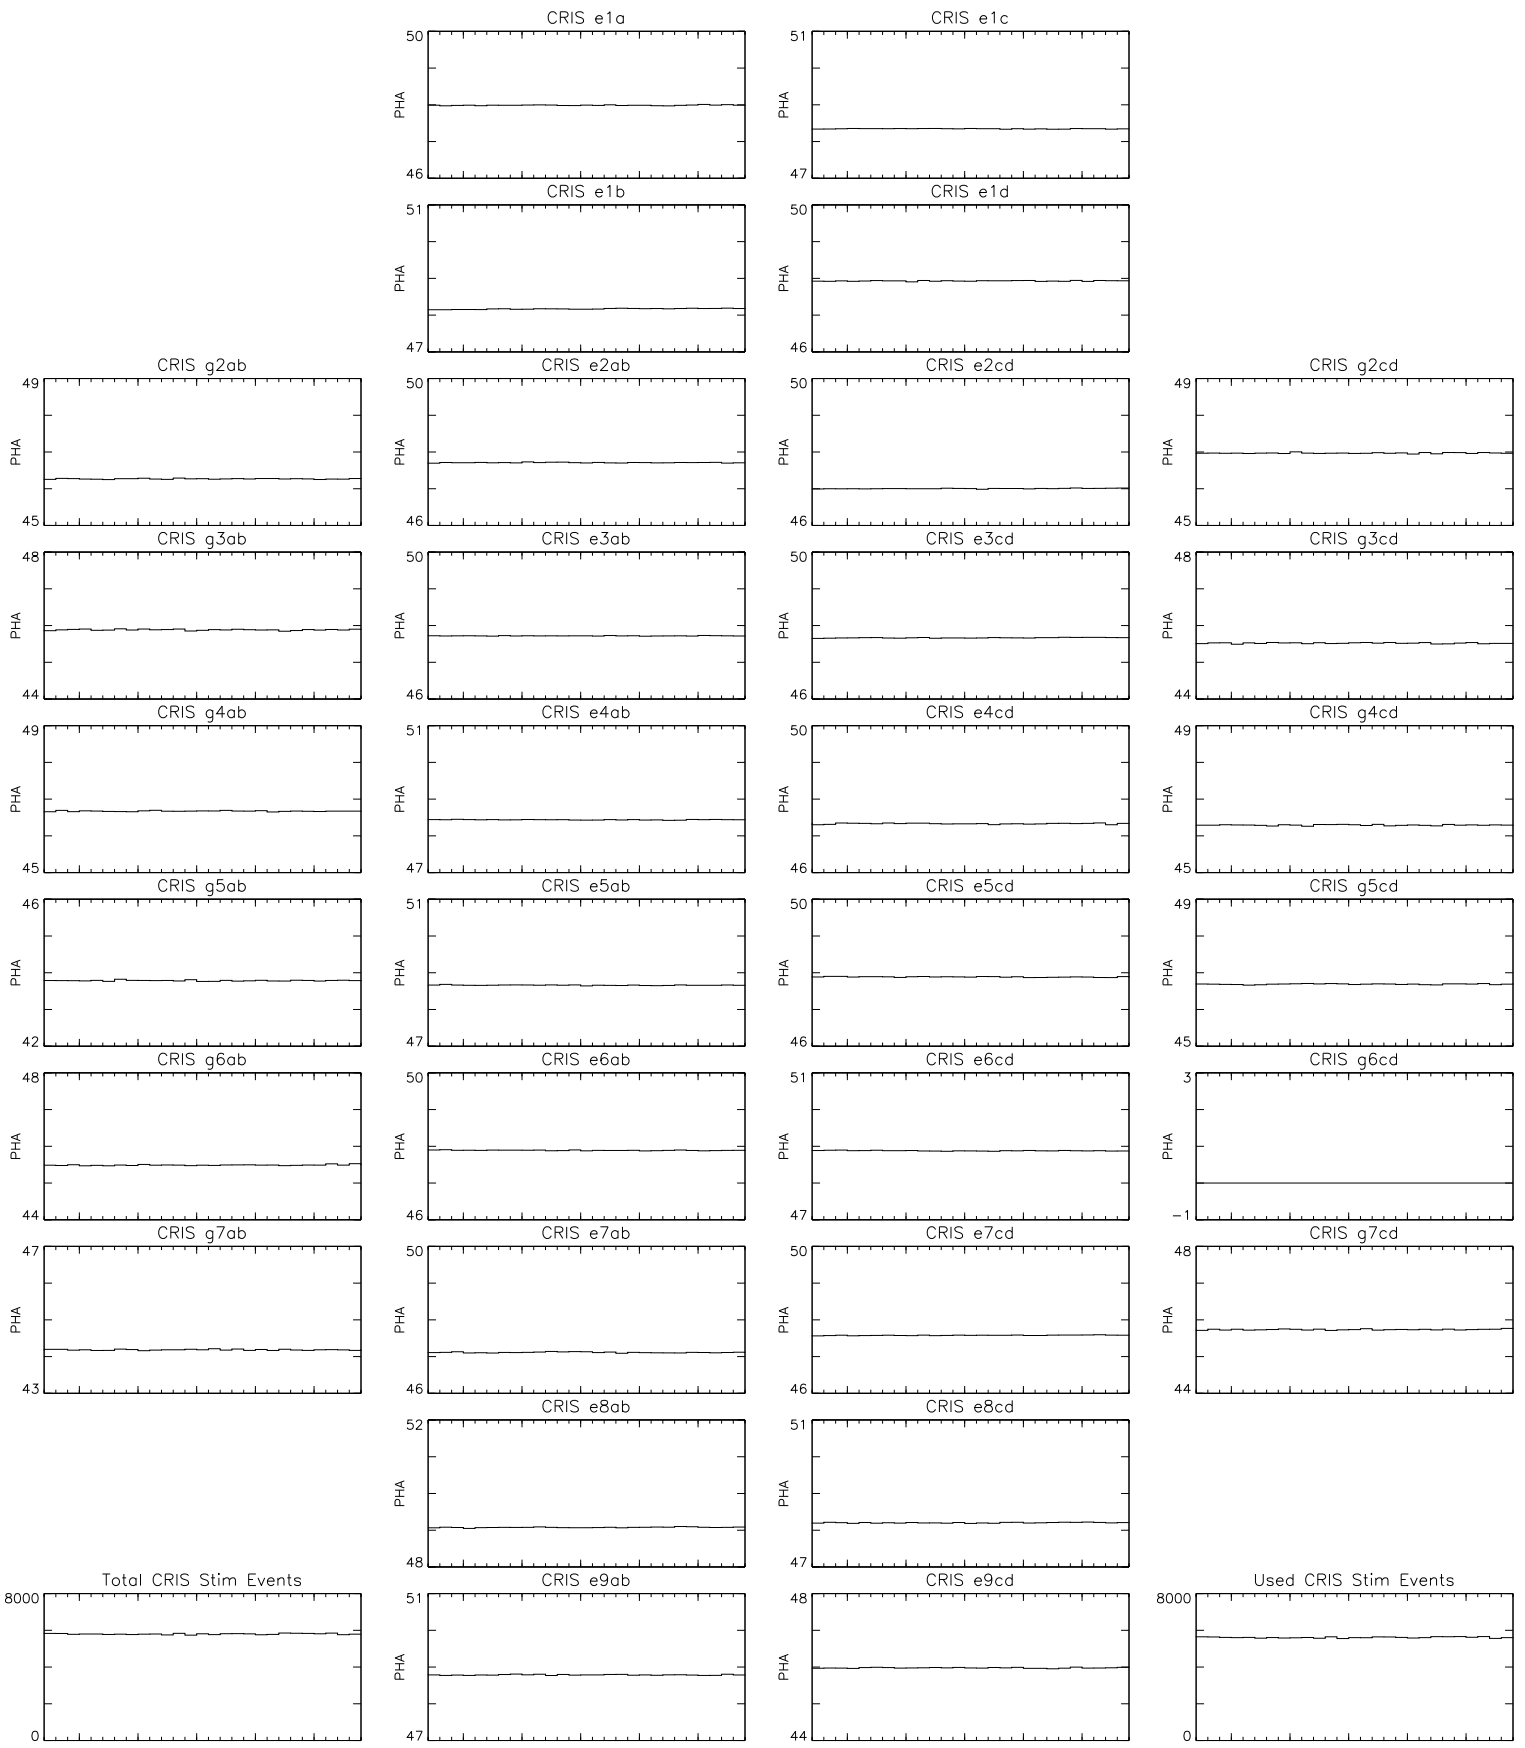 CRIS e1a
CRIS e1c
50
PHA
46
51
PHA
47
CRIS e1b
CRIS e1d
51
PHA
47
50
PHA
46
CRIS g2ab
CRIS e2ab
CRIS e2cd
CRIS g2cd
49
PHA
45
50
PHA
46
50
PHA
46
49
PHA
45
CRIS g3ab
CRIS e3ab
CRIS e3cd
CRIS g3cd
48
PHA
44
50
PHA
46
50
PHA
46
48
PHA
44
CRIS g4ab
CRIS e4ab
CRIS e4cd
CRIS g4cd
49
PHA
45
51
PHA
47
50
PHA
46
49
PHA
45
CRIS g5ab
CRIS e5ab
CRIS e5cd
CRIS g5cd
46
PHA
42
51
PHA
47
50
PHA
46
49
PHA
45
CRIS g6ab
CRIS e6ab
CRIS e6cd
CRIS g6cd
48
PHA
44
50
PHA
46
51
PHA
47
3
PHA
-1
CRIS g7ab
CRIS e7ab
CRIS e7cd
CRIS g7cd
47
PHA
43
50
PHA
46
50
PHA
46
48
PHA
44
CRIS e8ab
CRIS e8cd
52
PHA
48
51
PHA
47
Total CRIS Stim Events
CRIS e9ab
CRIS e9cd
Used CRIS Stim Events
8000
0
51
PHA
47
48
PHA
44
8000
0